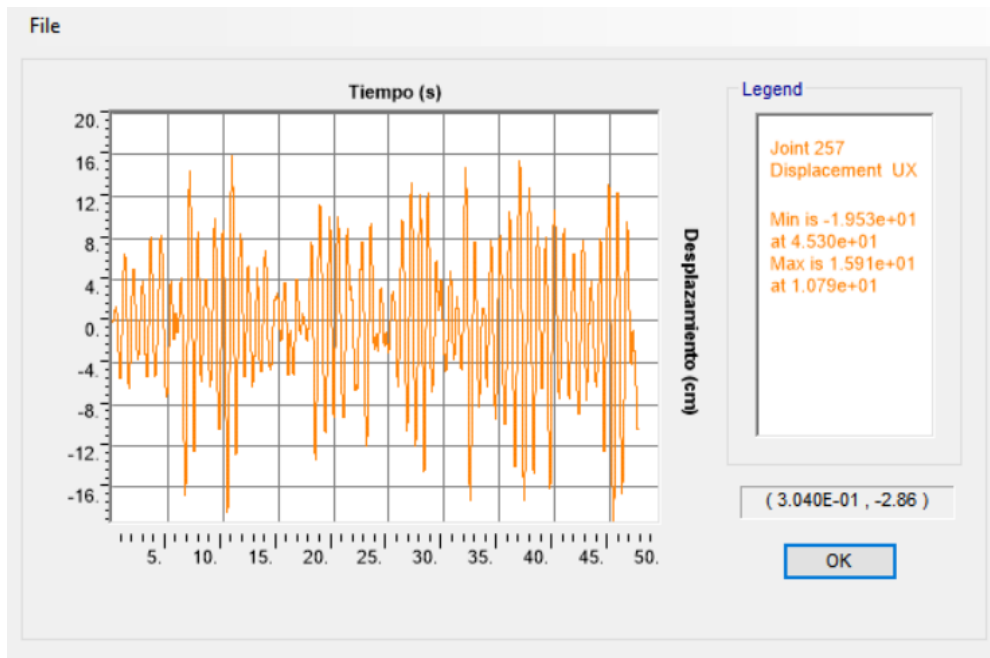 File
Tiempo (s)
20.
16.
12.
8.
4.
0.
-4.
-8.
-12.
-16.
5. 10. 15. 20. 25. 30. 35. 40. 45. 50.
Desplazamiento (cm)
Legend
Joint 257
Displacement UX
Min is -1.953e+01
at 4.530e+01
Max is 1.591e+01
at 1.079e+01
( 3.040E-01 , -2.86 )
OK